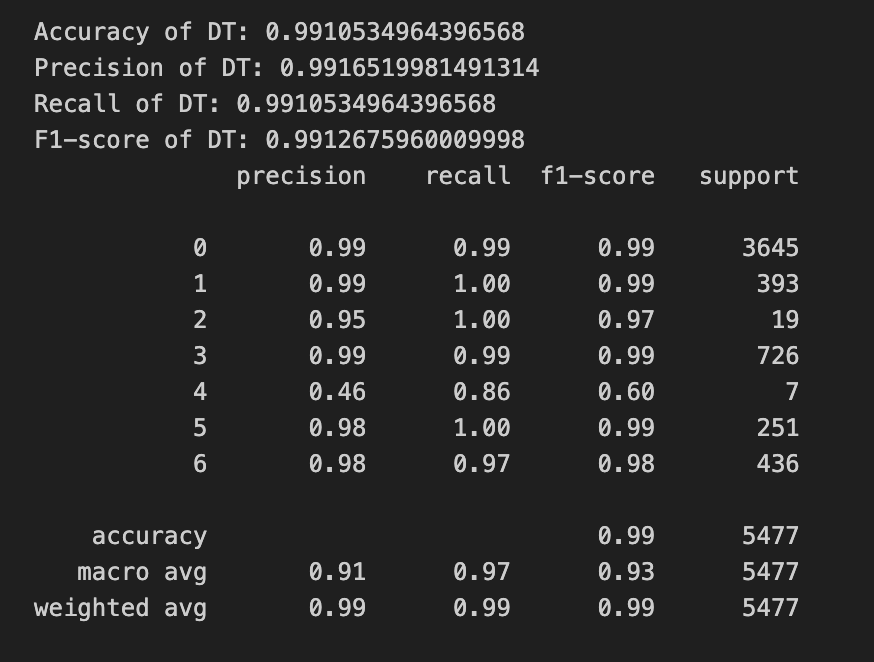 Accuracy of DT: 0.9910534964396568
Precision of DT: 0.9916519981491314
Recall of DT: 0.9910534964396568
F1-score of DT: 0.9912675960009998
precision recall f1-score support
0 0.99 0.99 0.99 3645
1 0.99 1.00 0.99 393
2 0.95 1.00 0.97 19
3 0.99 0.99 0.99 726
4 0.46 0.86 0.60 7
5 0.98 1.00 0.99 251
6 0.98 0.97 0.98 436
accuracy 0.99 5477
macro avg 0.91 0.97 0.93 5477
weighted avg 0.99 0.99 0.99 5477